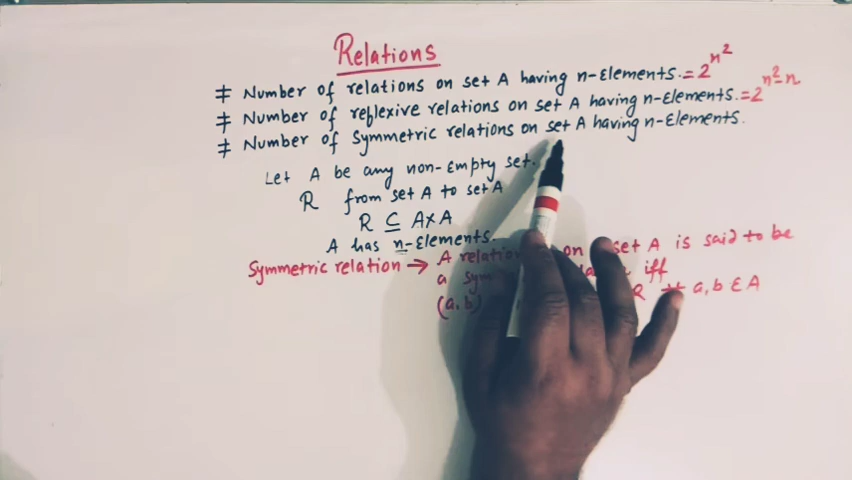 Relations
# Number of relations on set A having n-Elements. = 2^n^2
# Number of reflexive relations on set A having n-Elements. = 2^n^2-n
# Number of Symmetric relations on set A having n-Elements.
Let A be any non-Empty set.
R from set A to set A
R ⊆ A×A
A has n-Elements.
Symmetric relation → A relation on set A is said to be
a iff
(a,b) R ∀ a,b ∈ A